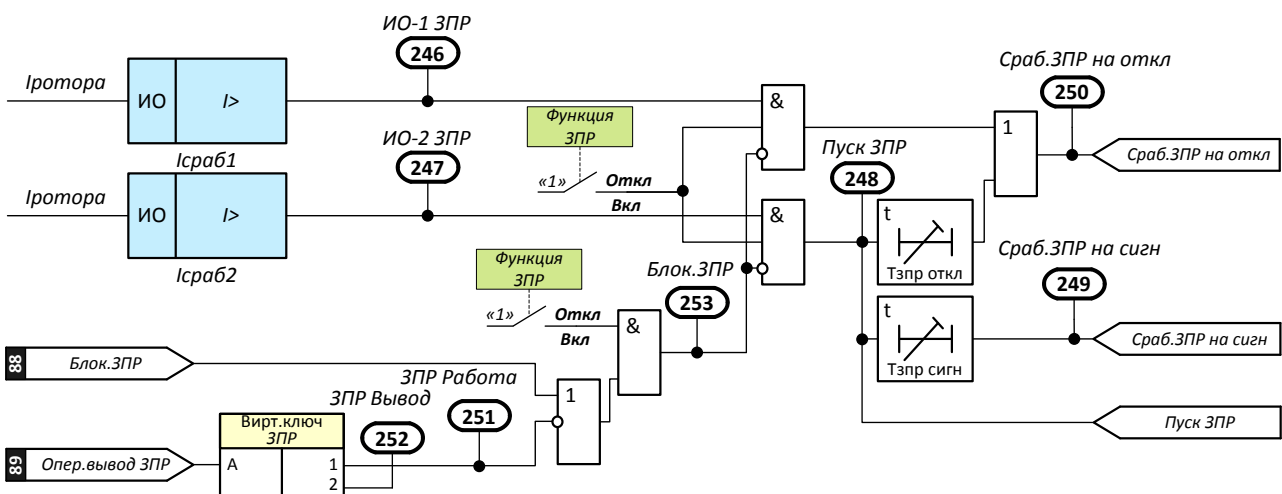 ИО-1 ЗПР
246
Iротора
ИО
I>
Iсраб1
ИО-2 ЗПР
247
Iротора
ИО
I>
Iсраб2
Функция
ЗПР
«1»
Откл
Вкл
&
&
Пуск ЗПР
248
t
Тзпр откл
t
Тзпр сигн
1
Сраб.ЗПР на откл
250
Сраб.ЗПР на откл
Сраб.ЗПР на сигн
249
Сраб.ЗПР на сигн
Пуск ЗПР
Функция
ЗПР
«1»
Откл
Вкл
&
Блок.ЗПР
253
88
Блок.ЗПР
ЗПР Работа
251
ЗПР Вывод
252
1
Вирт.ключ
ЗПР
A
1
2
89
Опер.вывод ЗПР